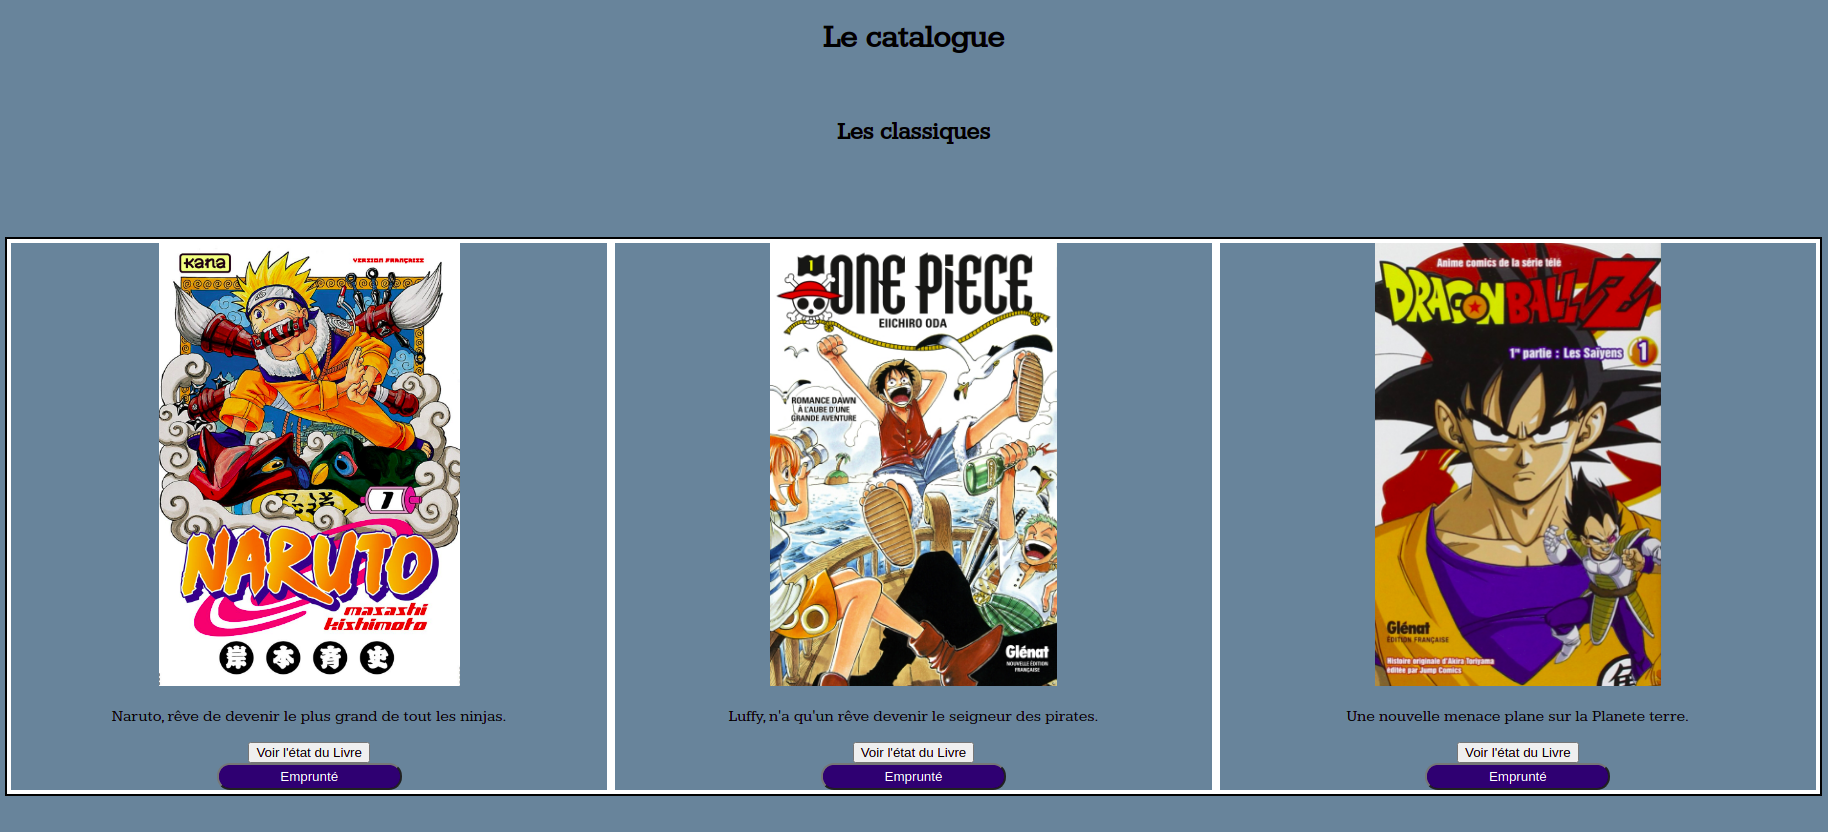 Le catalogue
Les classiques
kana
VERSION FRANÇAISE
1
NARUTO
masashi
kishimoto
岸本斉史
Naruto, rêve de devenir le plus grand de tout les ninjas.
Voir l'état du Livre
Emprunté
1
ONE PIECE
EIICHIRO ODA
ROMANCE DAWN
À L'AUBE D'UNE
GRANDE AVENTURE
Glénat
NOUVELLE ÉDITION
FRANÇAISE
Luffy, n'a qu'un rêve devenir le seigneur des pirates.
Voir l'état du Livre
Emprunté
Anime comics de la série télé
DRAGON BALL Z
1re partie : Les Saïyens
1
Glénat
ÉDITION FRANÇAISE
Histoire originale d'Akira Toriyama
éditée par Jump Comics
Une nouvelle menace plane sur la Planete terre.
Voir l'état du Livre
Emprunté